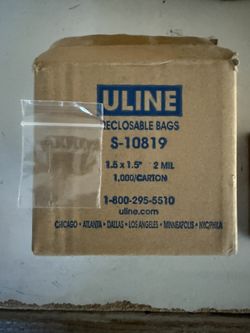 ULINE
RECLOSABLE BAGS
S-10819
1.5 x 1.5" 2 MIL
1,000/CARTON
1-800-295-5510
uline.com
CHICAGO • ATLANTA • DALLAS • LOS ANGELES • MINNEAPOLIS • NYC/PHILA